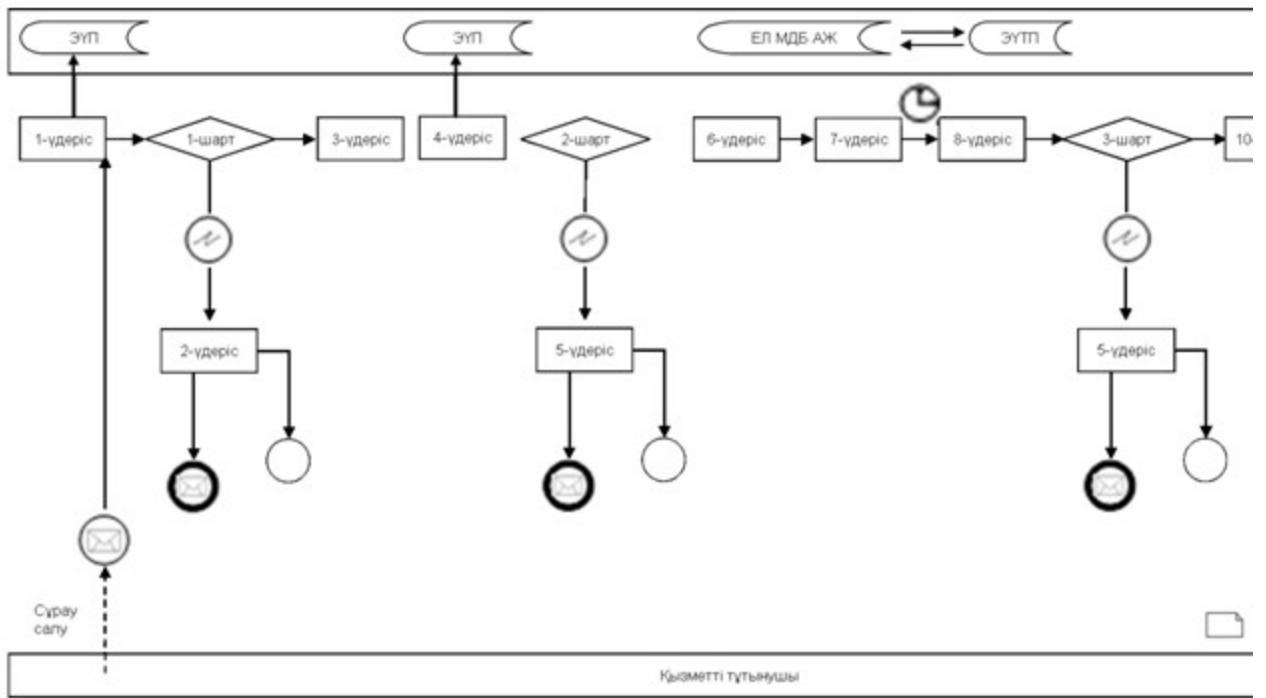 ЭҮП
ЭҮП
ЕЛ МДБ АЖ
ЭҮТП
1-үдеріс
1-шарт
3-үдеріс
4-үдеріс
2-шарт
6-үдеріс
7-үдеріс
8-үдеріс
3-шарт
10-
2-үдеріс
5-үдеріс
5-үдеріс
Сұрау
салу
Қызметті тұтынушы